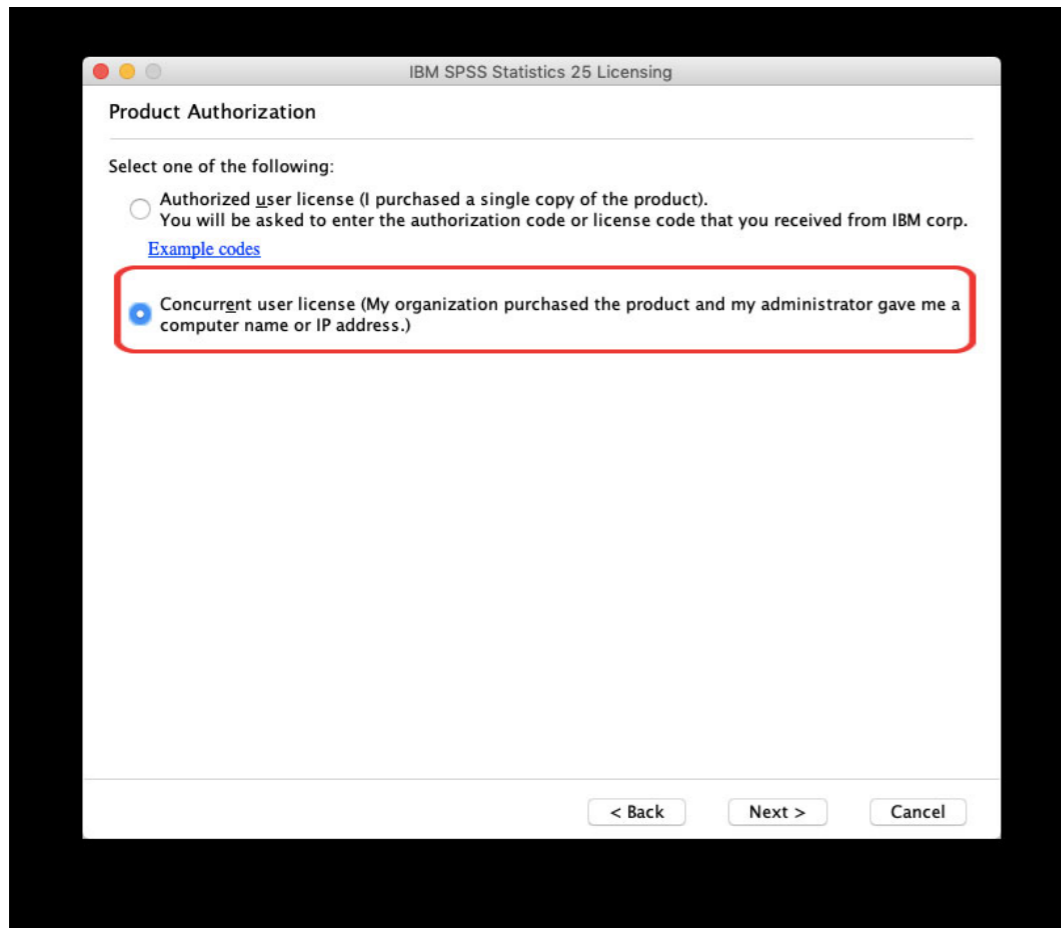 IBM SPSS Statistics 25 Licensing
Product Authorization
Select one of the following:
Authorized user license (I purchased a single copy of the product).
You will be asked to enter the authorization code or license code that you received from IBM corp.
Example codes
Concurrent user license (My organization purchased the product and my administrator gave me a
computer name or IP address.)
< Back Next > Cancel